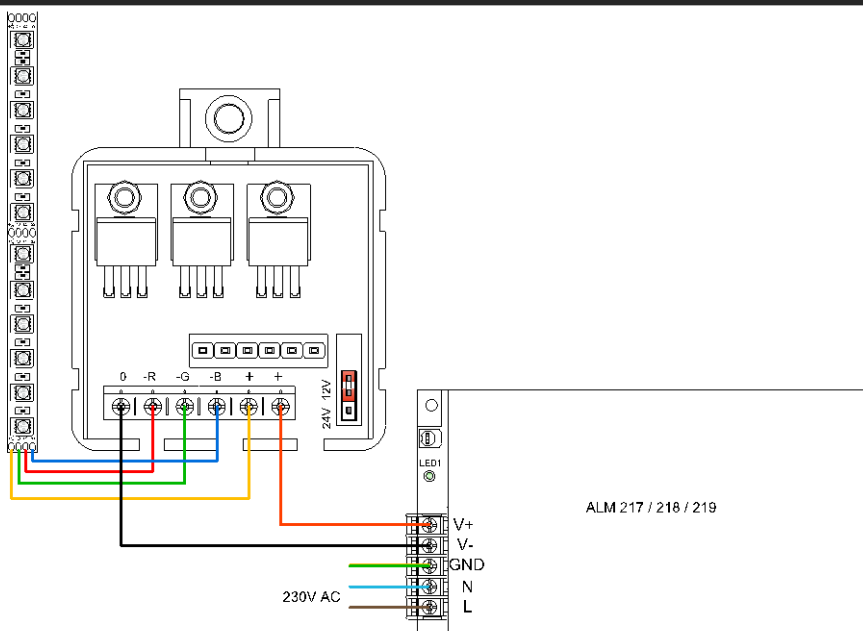 0 -R -G -B + +
24V 12V
LED1
ALM 217 / 218 / 219
V+
V-
GND
N
230V AC
L